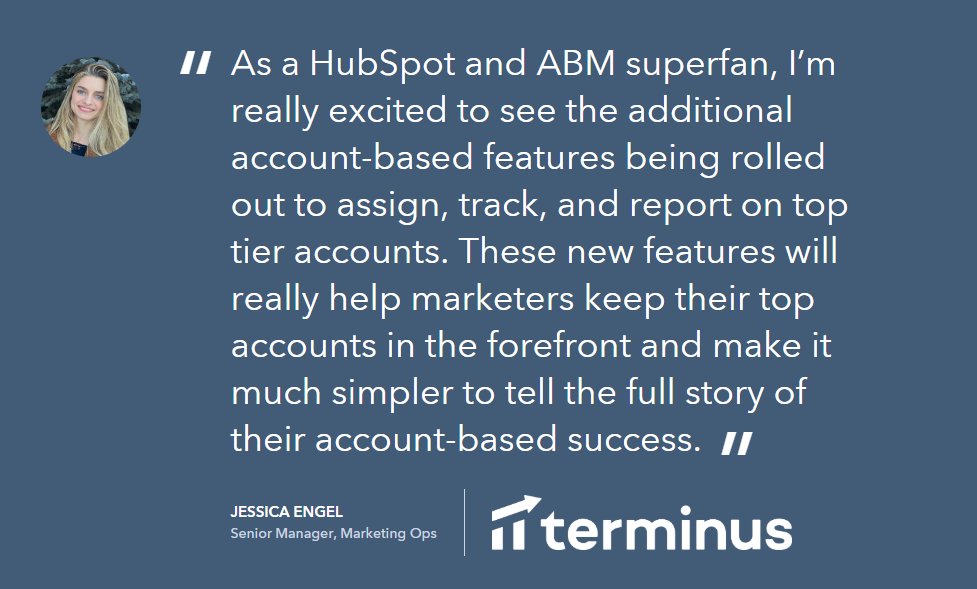 " As a HubSpot and ABM superfan, I’m
really excited to see the additional
account-based features being rolled
out to assign, track, and report on top
tier accounts. These new features will
really help marketers keep their top
accounts in the forefront and make it
much simpler to tell the full story of
their account-based success. "
JESSICA ENGEL
Senior Manager, Marketing Ops
terminus